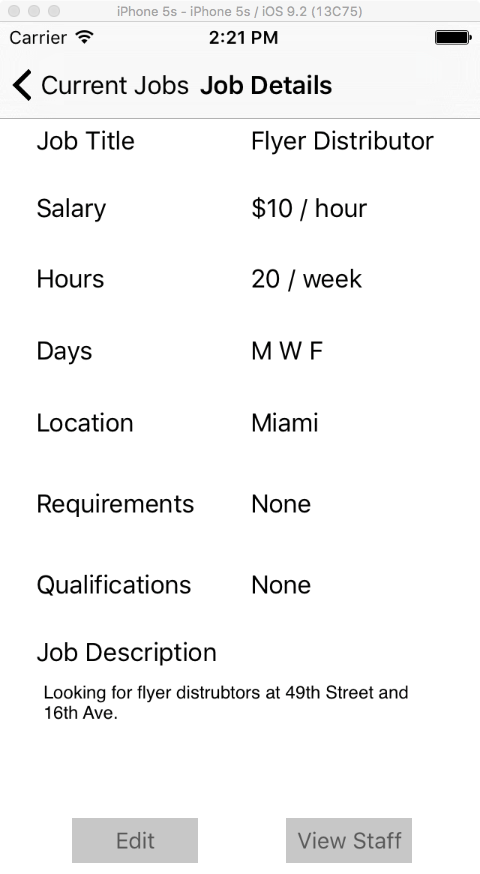 iPhone 5s - iPhone 5s / iOS 9.2 (13C75)
Carrier 2:21 PM
Current Jobs Job Details
Job Title Flyer Distributor
Salary $10 / hour
Hours 20 / week
Days M W F
Location Miami
Requirements None
Qualifications None
Job Description
Looking for flyer distrubtors at 49th Street and
16th Ave.
Edit View Staff